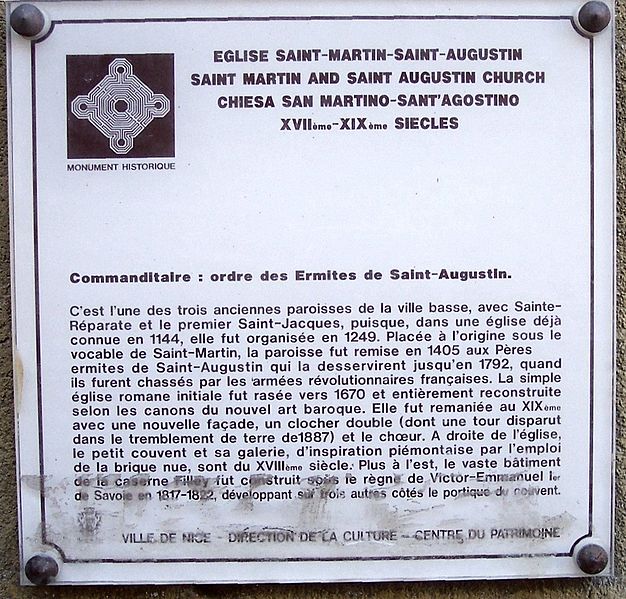 EGLISE SAINT-MARTIN-SAINT-AUGUSTIN
SAINT MARTIN AND SAINT AUGUSTIN CHURCH
CHIESA SAN MARTINO-SANT'AGOSTINO
XVIIème-XIXème SIECLES
MONUMENT HISTORIQUE
Commanditaire : ordre des Ermites de Saint-Augustin.
C'est l'une des trois anciennes paroisses de la ville basse, avec Sainte-
Réparate et le premier Saint-Jacques, puisque, dans une église déjà
connue en 1144, elle fut organisée en 1249. Placée à l'origine sous le
vocable de Saint-Martin, la paroisse fut remise en 1405 aux Pères
ermites de Saint-Augustin qui la desservirent jusqu'en 1792, quand
ils furent chassés par les armées révolutionnaires françaises. La simple
église romane initiale fut rasée vers 1670 et entièrement reconstruite
selon les canons du nouvel art baroque. Elle fut remaniée au XIXème
avec une nouvelle façade, un clocher double (dont une tour disparut
dans le tremblement de terre de1887) et le chœur. A droite de l'église,
le petit couvent et sa galerie, d'inspiration piémontaise par l'emploi
de la brique nue, sont du XVIIIème siècle. Plus à l'est, le vaste bâtiment
de la caserne Filley fut construit sous le règne de Victor-Emmanuel Ier
de Savoie en 1817-1822, développant sur trois autres côtés le portique du couvent.
VILLE DE NICE - DIRECTION DE LA CULTURE - CENTRE DU PATRIMOINE